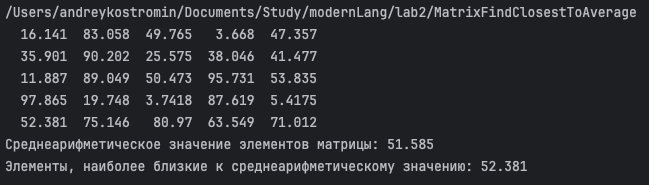 /Users/andreykostromin/Documents/Study/modernLang/lab2/MatrixFindClosestToAverage
16.141 83.058 49.765 3.668 47.357
35.901 90.202 25.575 38.046 41.477
11.887 89.049 50.473 95.731 53.835
97.865 19.748 3.7418 87.619 5.4175
52.381 75.146 80.97 63.549 71.012
Среднеарифметическое значение элементов матрицы: 51.585
Элементы, наиболее близкие к среднеарифметическому значению: 52.381